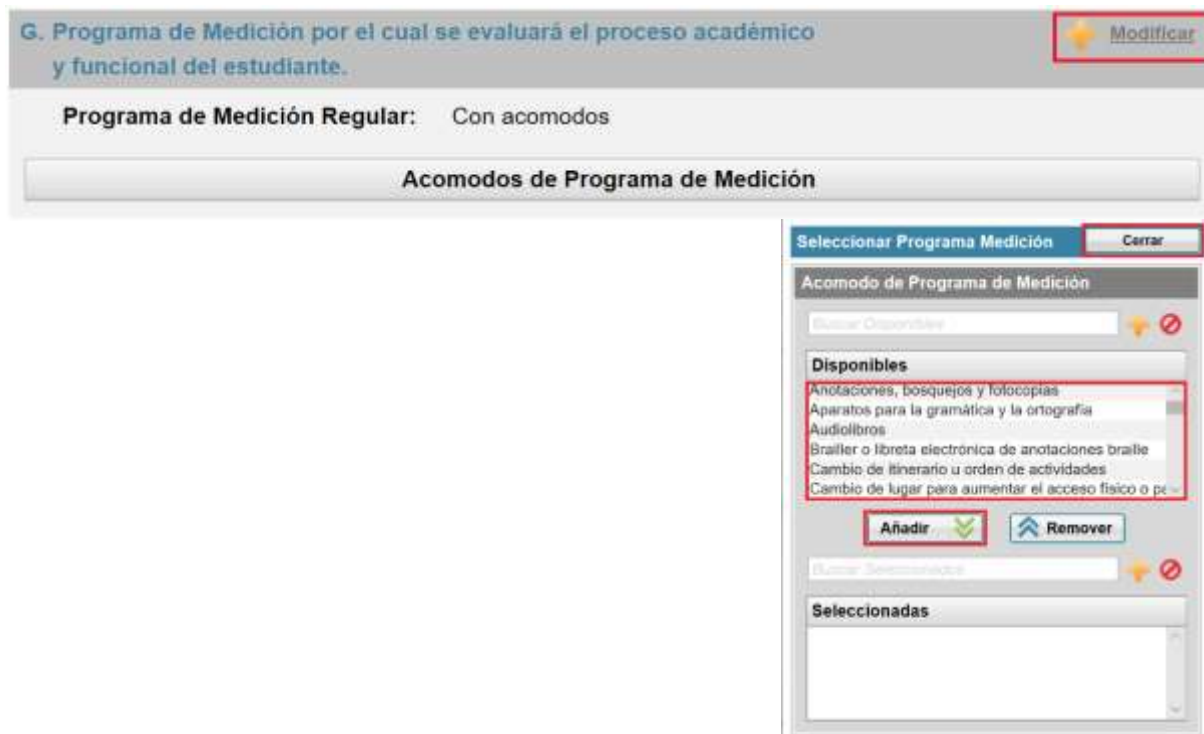 G. Programa de Medición por el cual se evaluará el proceso académico
y funcional del estudiante.
Modificar
Programa de Medición Regular: Con acomodos
Acomodos de Programa de Medición
Seleccionar Programa Medición
Cerrar
Acomodo de Programa de Medición
Buscar Disponibles
Disponibles
Anotaciones, bosquejos y fotocopias
Aparatos para la gramática y la ortografía
Audiolibros
Brailler o libreta electrónica de anotaciones braille
Cambio de itinerario u orden de actividades
Cambio de lugar para aumentar el acceso físico o
Añadir
Remover
Buscar Seleccionados
Seleccionadas